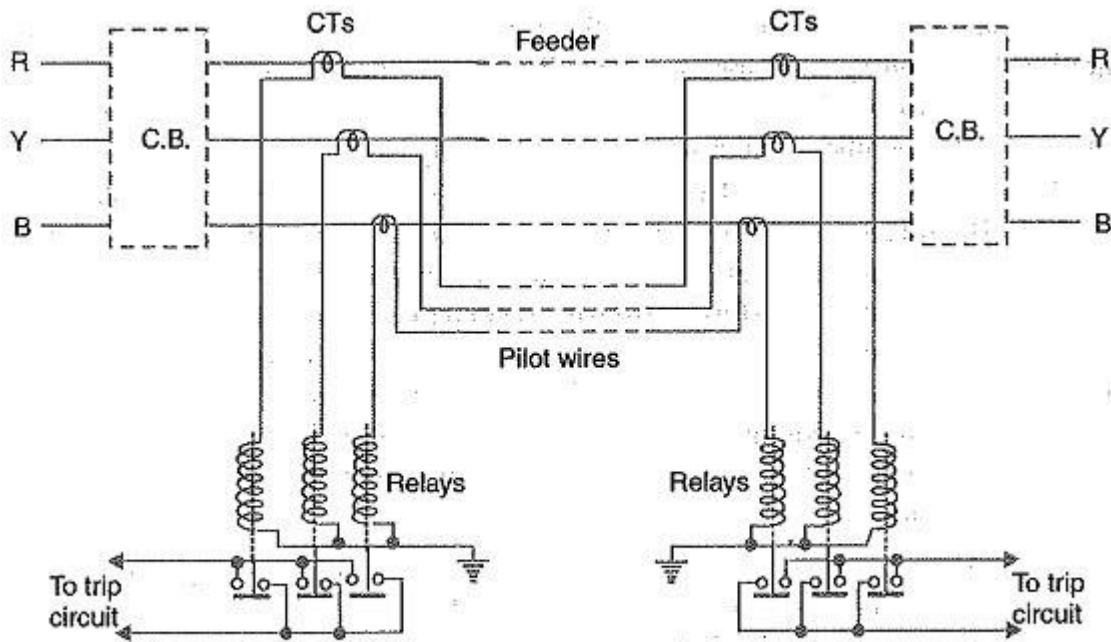 CTs
CTs
Feeder
R
R
C.B.
C.B.
Y
Y
B
B
Pilot wires
Relays
Relays
To trip
circuit
To trip
circuit